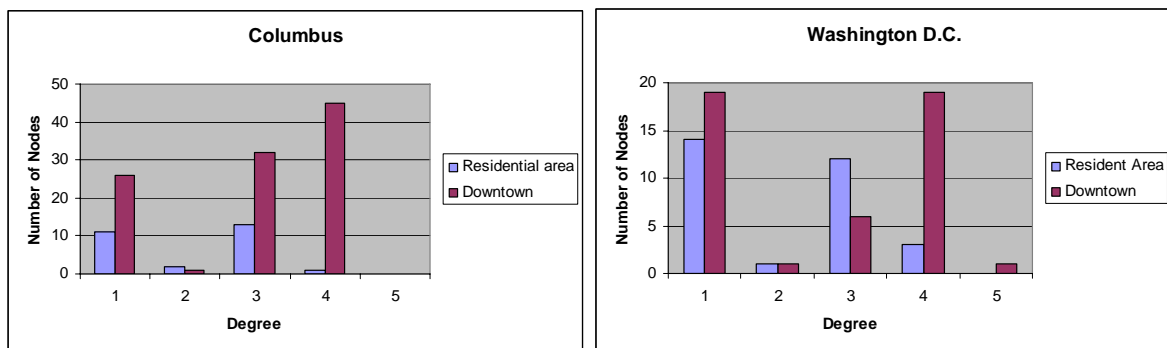 Columbus
Number of Nodes
50
40
30
20
10
0
1 2 3 4 5
Degree
Residential area
Downtown
Washington D.C.
Number of Nodes
20
15
10
5
0
1 2 3 4 5
Degree
Resident Area
Downtown